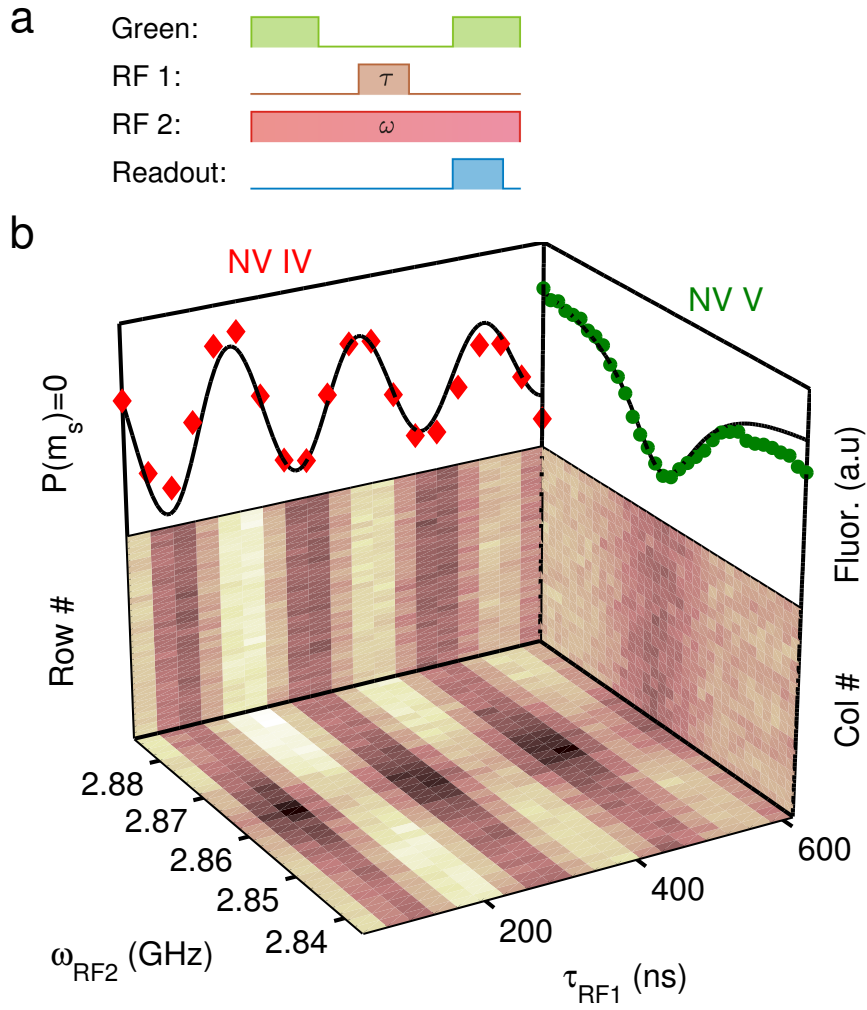 a
Green:
RF 1: τ
RF 2: ω
Readout:
b
NV IV
NV V
P(m_s)=0
Fluor. (a.u)
Row #
Col #
2.88
2.87
2.86
2.85
2.84
200
400
600
ω_RF2 (GHz)
τ_RF1 (ns)